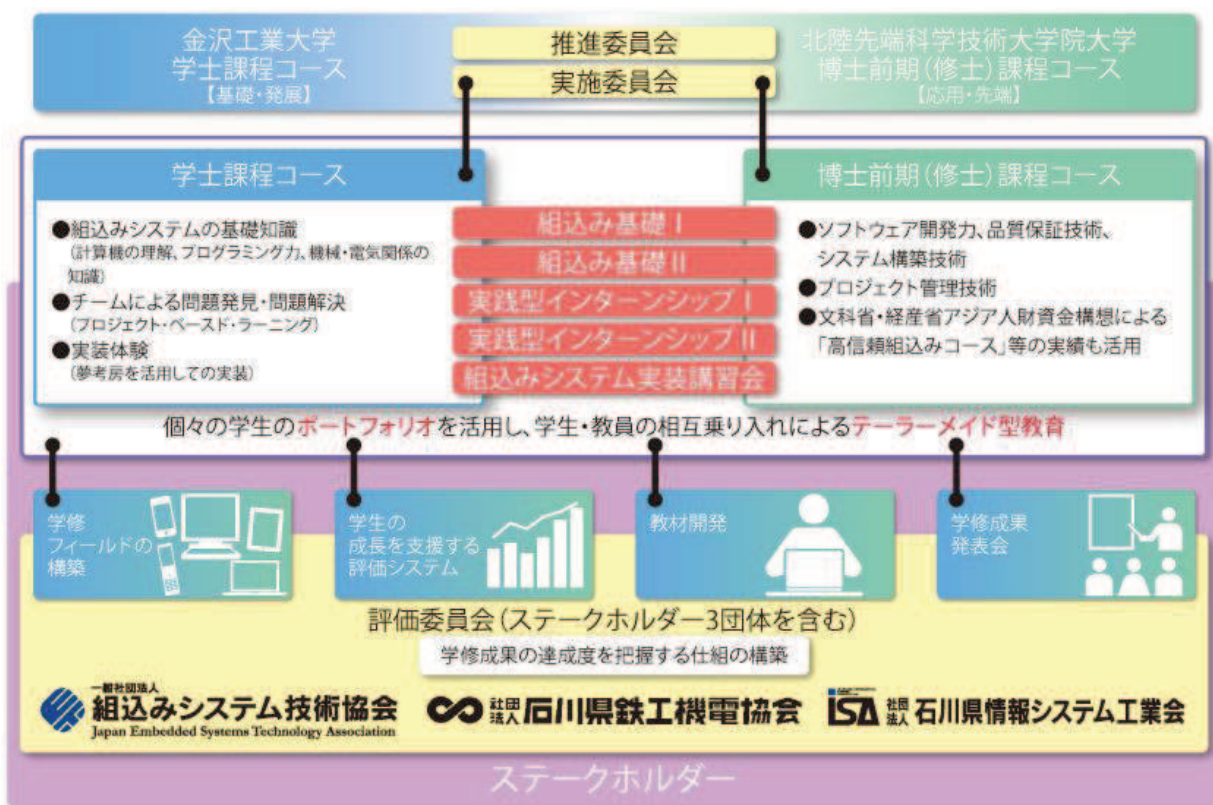 金沢工業大学
学士課程コース
【基礎・発展】
推進委員会
実施委員会
北陸先端科学技術大学院大学
博士前期(修士)課程コース
【応用・先端】
学士課程コース
●組込みシステムの基礎知識
(計算機の理解、プログラミング力、機械・電気関係の
知識)
●チームによる問題発見・問題解決
(プロジェクト・ベースド・ラーニング)
●実装体験
(夢考房を活用しての実装)
組込み基礎 I
組込み基礎 II
実践型インターンシップ I
実践型インターンシップ II
組込みシステム実装講習会
博士前期(修士)課程コース
●ソフトウェア開発力、品質保証技術、
システム構築技術
●プロジェクト管理技術
●文科省・経産省アジア人財資金構想による
「高信頼組込みコース」等の実績も活用
個々の学生のポートフォリオを活用し、学生・教員の相互乗り入れによるテーラーメイド型教育
学修
フィールドの
構築
学生の
成長を支援する
評価システム
教材開発
学修成果
発表会
評価委員会(ステークホルダー3団体を含む)
学修成果の達成度を把握する仕組の構築
一般社団法人
組込みシステム技術協会
Japan Embedded Systems Technology Association
社団法人 石川県鉄工機電協会
ISA 社団法人 石川県情報システム工業会
ステークホルダー